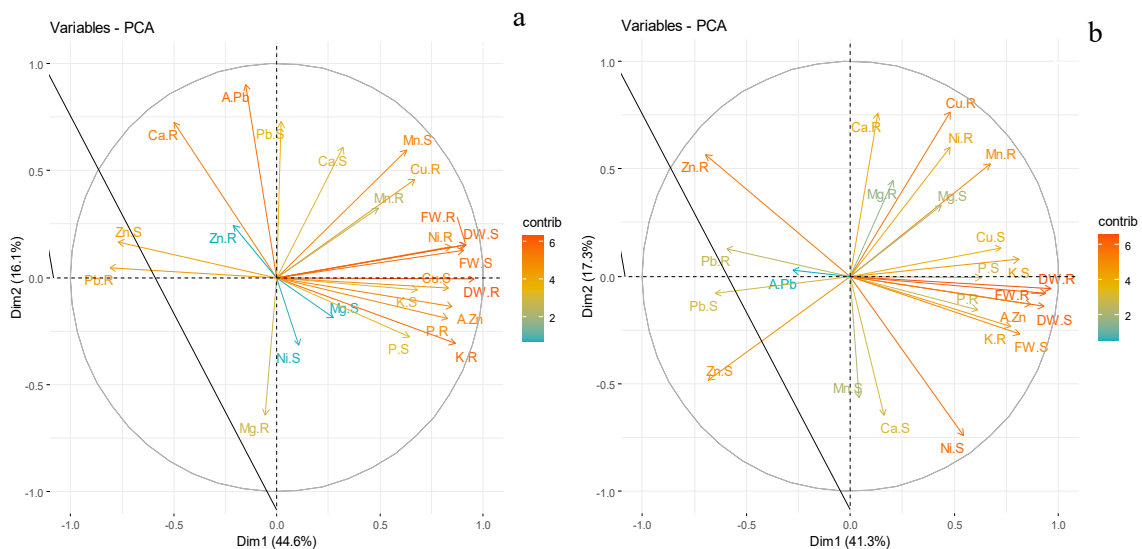 a
Variables - PCA
1.0
0.5
0.0
-0.5
-1.0
Dim2 (16.1%)
A.Pb
Ca.R
Pb.S
Ca.S
Mn.S
Cu.R
Mn.R
FW.R
Zn.S
Zn.R
Ni.R
DW.S
FW.S
Pb.R
Cu.S
DW.R
K.S
Mg.S
A.Zn
P.R
P.S
K.R
Ni.S
Mg.R
-1.0
-0.5
0.0
0.5
1.0
Dim1 (44.6%)
contrib
6
4
2
b
Variables - PCA
1.0
0.5
0.0
-0.5
-1.0
Dim2 (17.3%)
Cu.R
Ca.R
Ni.R
Mn.R
Zn.R
Mg.R
Mg.S
Cu.S
Pb.R
P.S
K.S
A.Pb
DW.R
FW.R
Pb.S
P.R
A.Zn
DW.S
K.R
FW.S
Zn.S
Mn.S
Ca.S
Ni.S
-1.0
-0.5
0.0
0.5
1.0
Dim1 (41.3%)
contrib
6
4
2